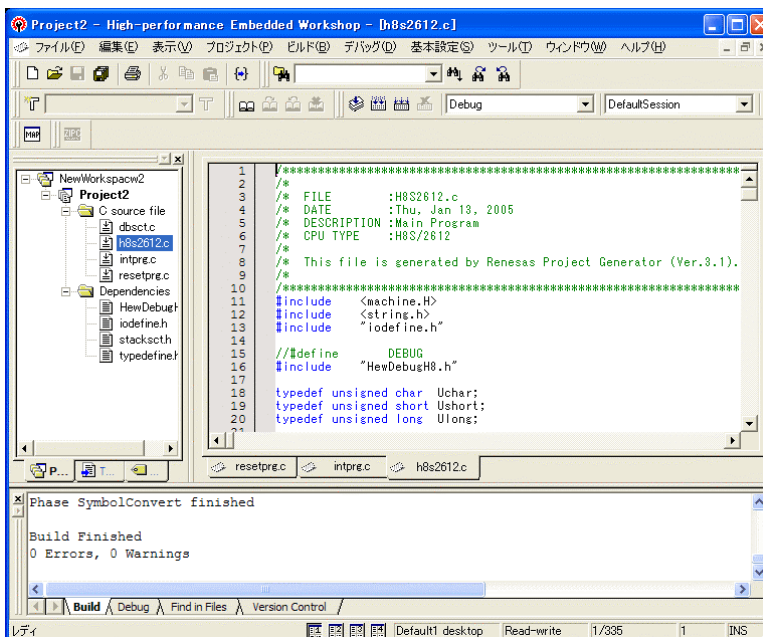 Project2 - High-performance Embedded Workshop - [h8s2612.c]
ファイル(F) 編集(E) 表示(V) プロジェクト(P) ビルド(B) デバッグ(D) 基本設定(S) ツール(T) ウィンドウ(W) ヘルプ(H)
Debug DefaultSession
MAP
NewWorkspacw2
Project2
C source file
dbsct.c
h8s2612.c
intprg.c
resetprg.c
Dependencies
HewDebugH
iodefine.h
stacksct.h
typedefine.h
P... T... ...
1 /************************************************************************
2 /*
3 /* FILE :H8S2612.c
4 /* DATE :Thu, Jan 13, 2005
5 /* DESCRIPTION :Main Program
6 /* CPU TYPE :H8S/2612
7 /*
8 /* This file is generated by Renesas Project Generator (Ver.3.1).
9 /*
10 /************************************************************************
11 #include <machine.H>
12 #include <string.h>
13 #include "iodefine.h"
14
15 //#define DEBUG
16 #include "HewDebugH8.h"
17
18 typedef unsigned char Uchar;
19 typedef unsigned short Ushort;
20 typedef unsigned long Ulong;
21
resetprg.c intprg.c h8s2612.c
Phase SymbolConvert finished
Build Finished
0 Errors, 0 Warnings
Build Debug Find in Files Version Control
レディ 1 2 3 4 Default1 desktop Read-write 1/335 1 INS